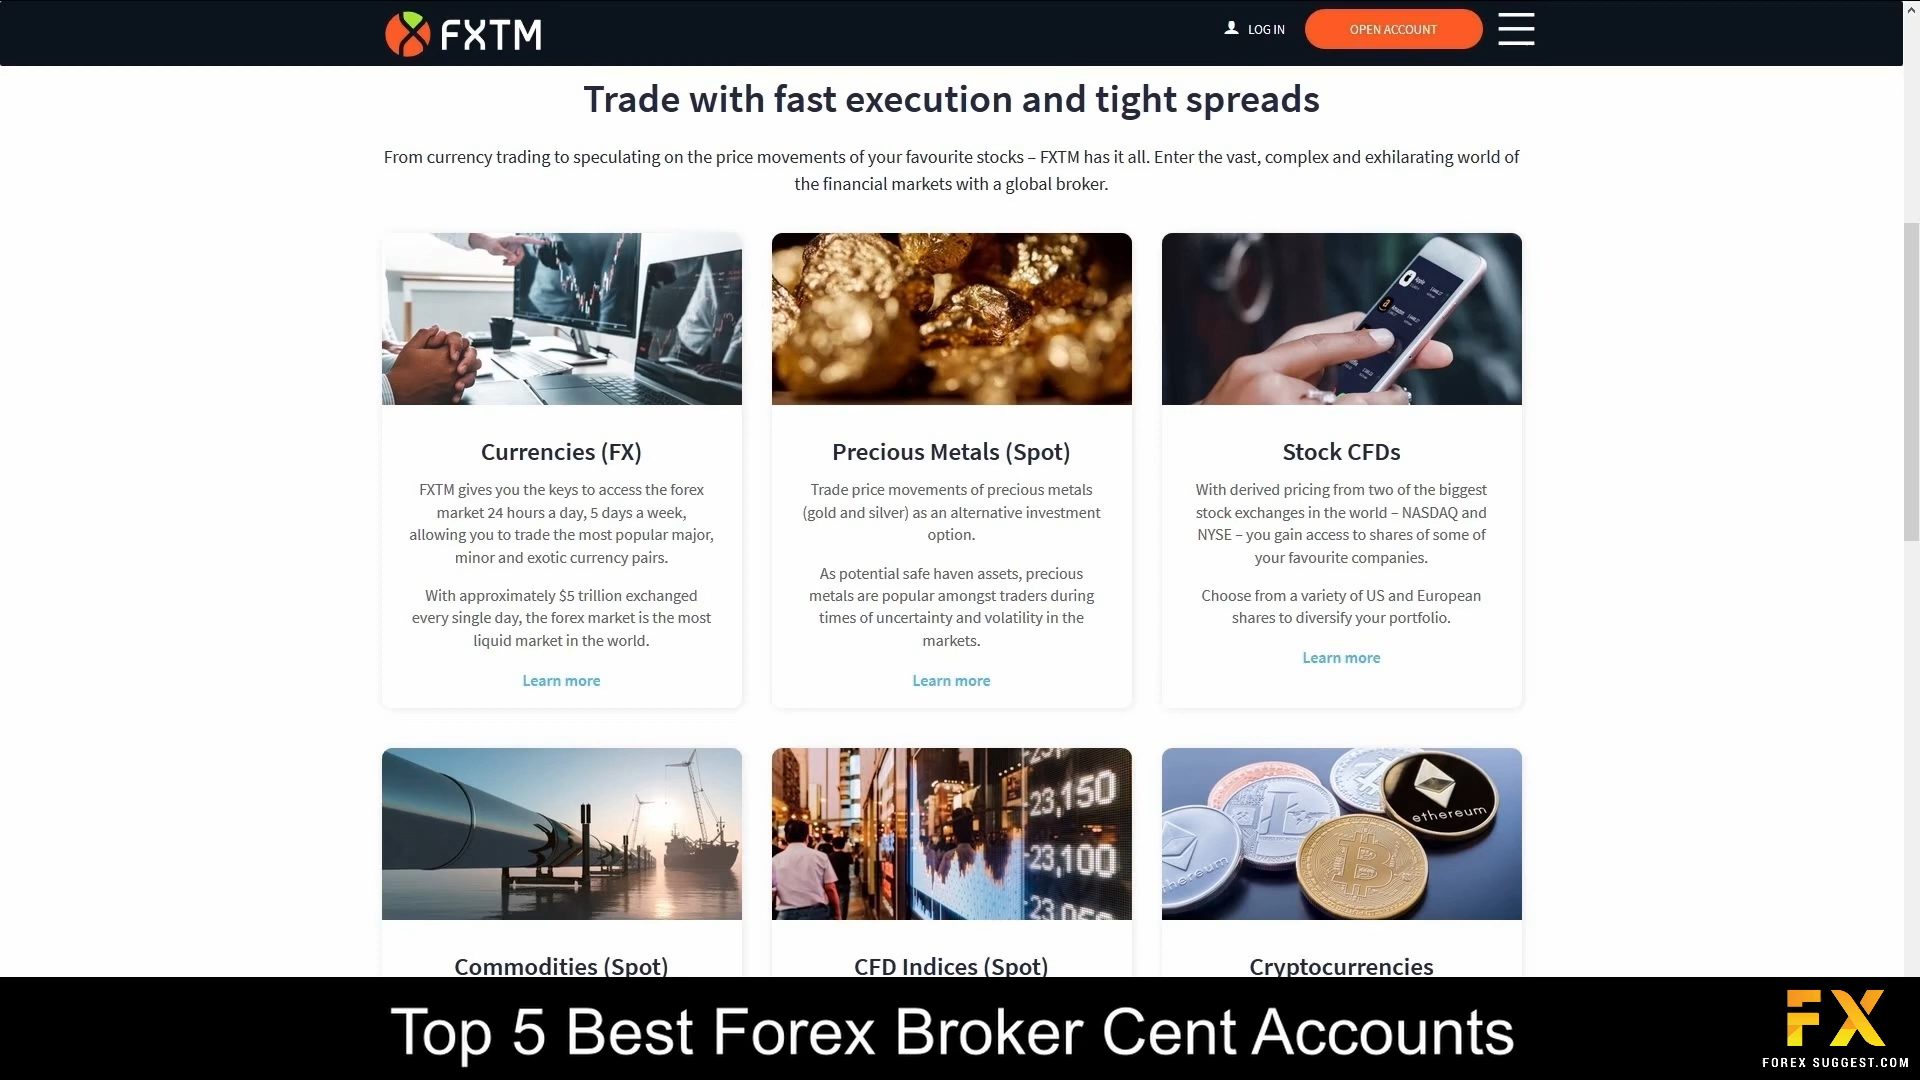 FXTM
LOG IN
OPEN ACCOUNT
Trade with fast execution and tight spreads
From currency trading to speculating on the price movements of your favourite stocks – FXTM has it all. Enter the vast, complex and exhilarating world of
the financial markets with a global broker.
Currencies (FX)
FXTM gives you the keys to access the forex
market 24 hours a day, 5 days a week,
allowing you to trade the most popular major,
minor and exotic currency pairs.
With approximately $5 trillion exchanged
every single day, the forex market is the most
liquid market in the world.
Learn more
Precious Metals (Spot)
Trade price movements of precious metals
(gold and silver) as an alternative investment
option.
As potential safe haven assets, precious
metals are popular amongst traders during
times of uncertainty and volatility in the
markets.
Learn more
Apple
Amazon
Stock CFDs
With derived pricing from two of the biggest
stock exchanges in the world – NASDAQ and
NYSE – you gain access to shares of some of
your favourite companies.
Choose from a variety of US and European
shares to diversify your portfolio.
Learn more
Commodities (Spot)
23,150
23,100
CFD Indices (Spot)
ethereum
Cryptocurrencies
Top 5 Best Forex Broker Cent Accounts
FX
FOREX SUGGEST.COM